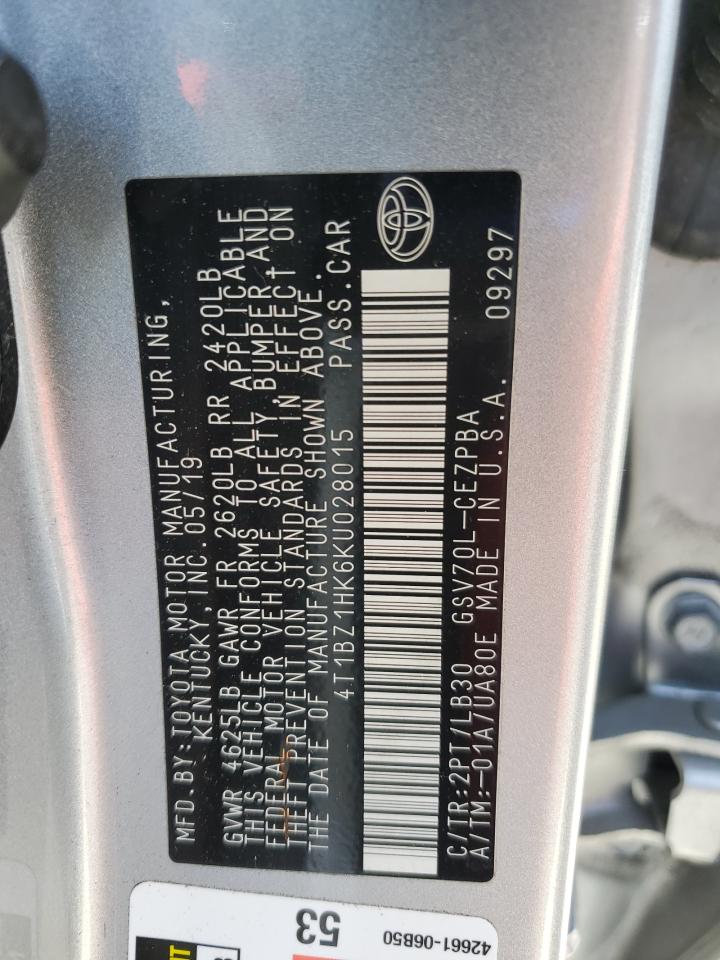 MFD.BY:TOYOTA MOTOR MANUFACTURING,
KENTUCKY, INC. 05/19
GVWR 4625LB GAWR FR 2620LB RR 2420LB
THIS VEHICLE CONFORMS TO ALL APPLICABLE
FEDERAL MOTOR VEHICLE SAFETY, BUMPER, AND
THEFT PREVENTION STANDARDS IN EFFECT ON
THE DATE OF MANUFACTURE SHOWN ABOVE.
4T1BZ1HK6KU028015 PASS.CAR
C/TR:2PT/LB30 GSV70L-CEZPBA
A/TM:-01A7UA80E MADE IN U.S.A. 09297
53
42661-06B50